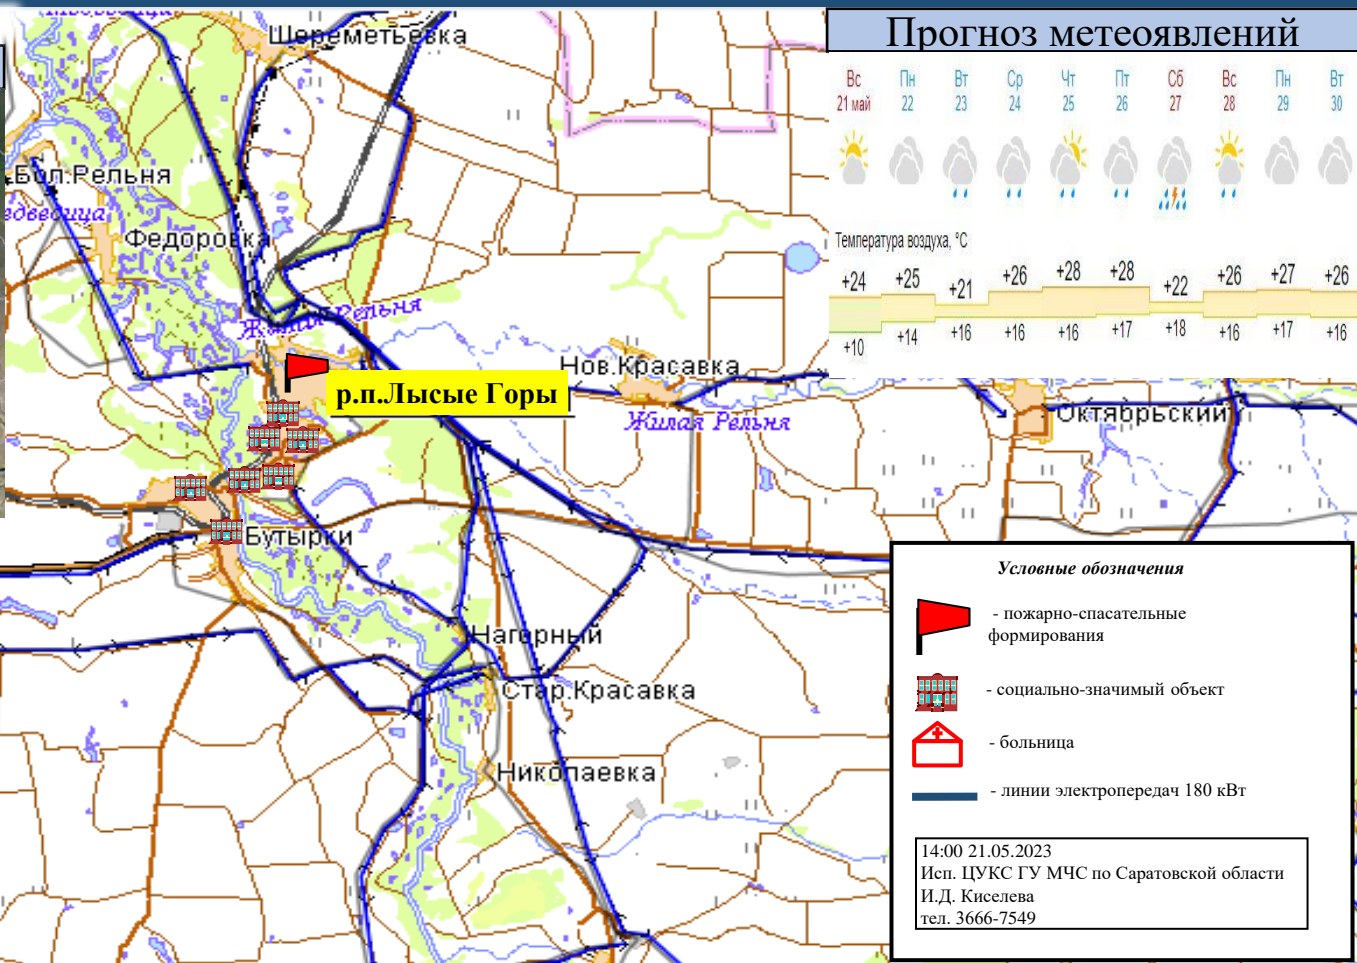 Шереметьевка
Бол.Рельня
Федоровка
Жилая Рельня
р.п.Лысые Горы
Нов.Красавка
Жилая Рельня
Октябрьский
Бутырки
Нагорный
Стар.Красавка
Николаевка
Прогноз метеоявлений
Вс Пн Вт Ср Чт Пт Сб Вс Пн Вт
21 май 22 23 24 25 26 27 28 29 30
Температура воздуха, °C
+24 +25 +21 +26 +28 +28 +22 +26 +27 +26
+10 +14 +16 +16 +16 +17 +18 +16 +17 +16
Условные обозначения
- пожарно-спасательные
формирования
- социально-значимый объект
- больница
- линии электропередач 180 кВт
14:00 21.05.2023
Исп. ЦУКС ГУ МЧС по Саратовской области
И.Д. Киселева
тел. 3666-7549